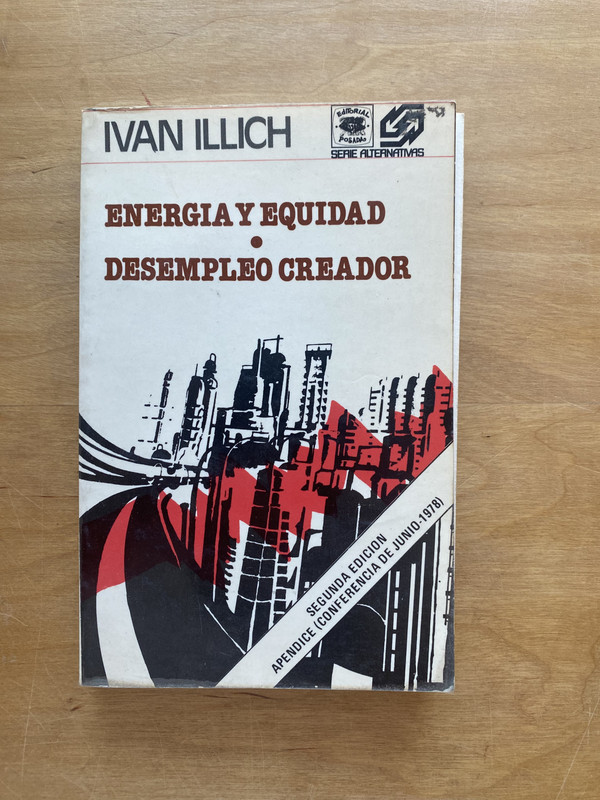 IVAN ILLICH
EDITORIAL
POSADA
SERIE ALTERNATIVAS
ENERGIA Y EQUIDAD
•
DESEMPLEO CREADOR
SEGUNDA EDICION
APENDICE (CONFERENCIA DE JUNIO-1978)